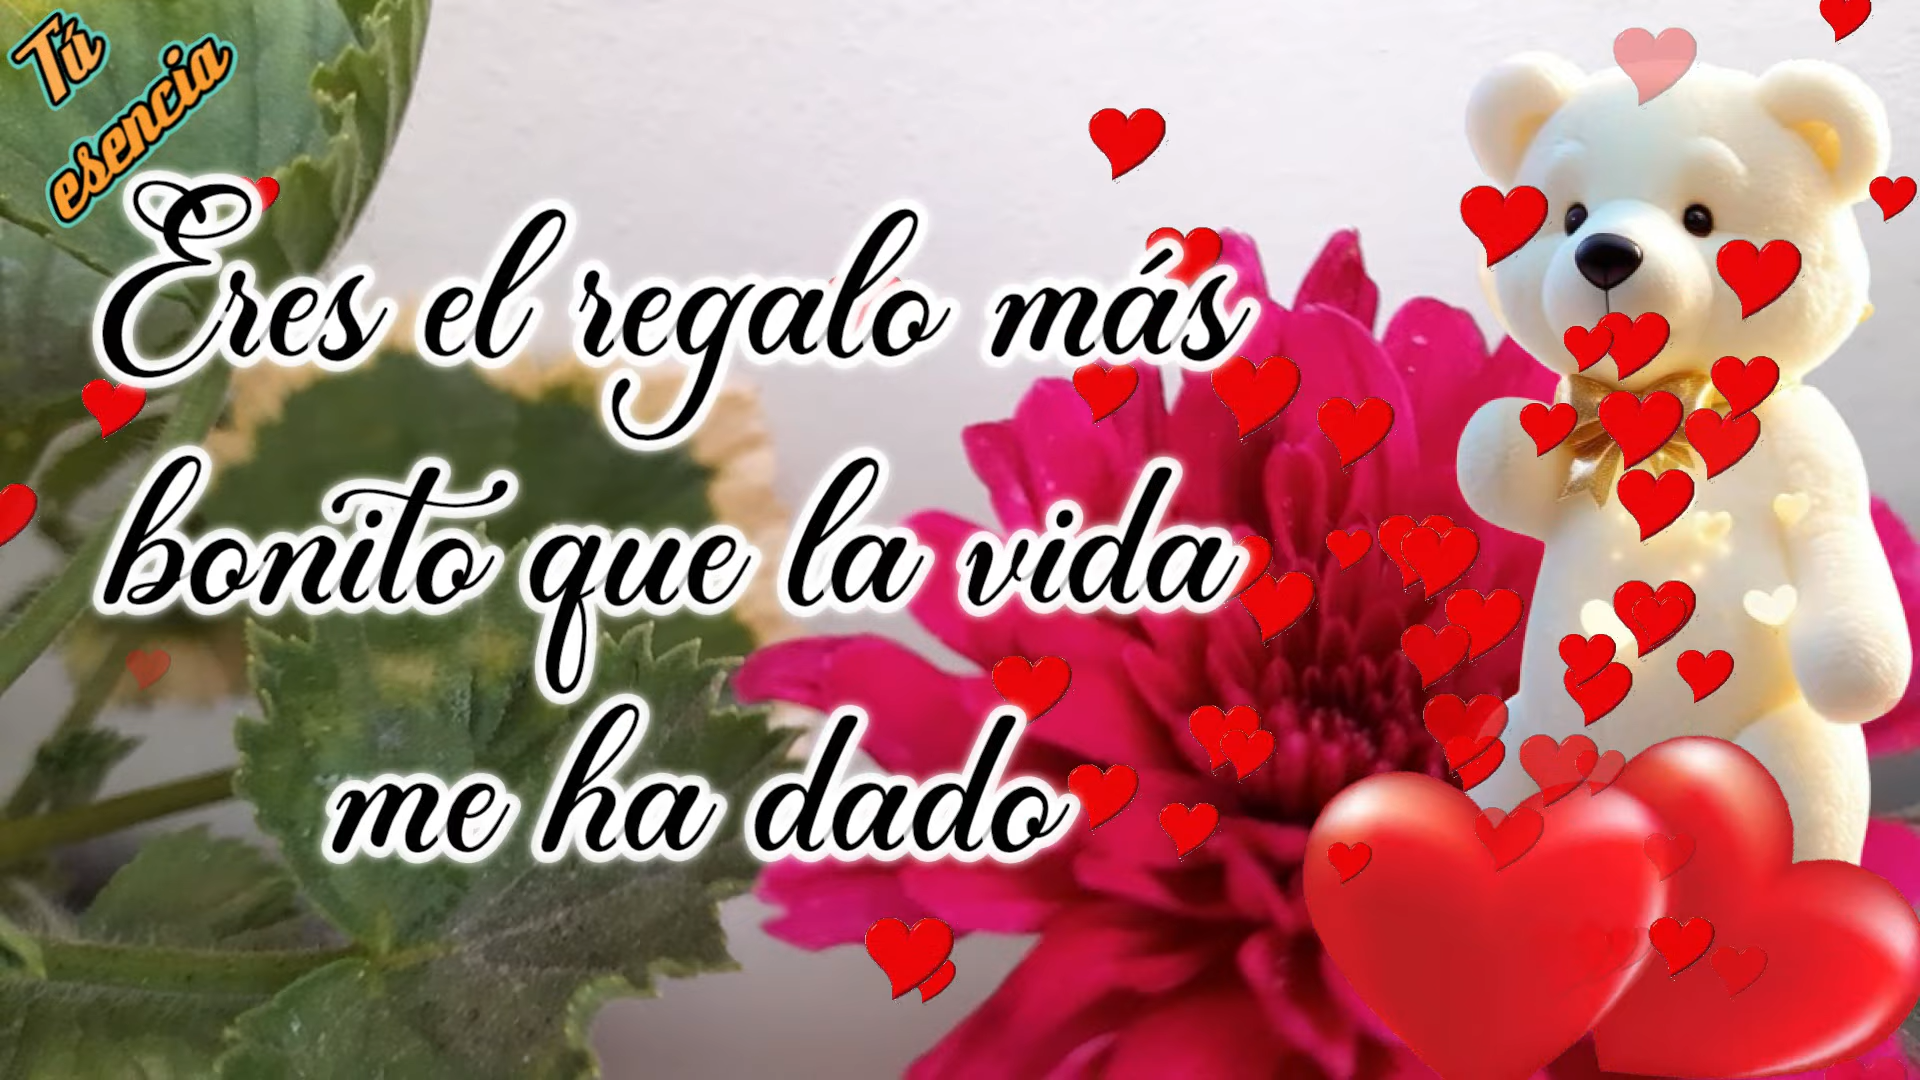 Tú
esencia
Eres el regalo más
bonito que la vida
me ha dado